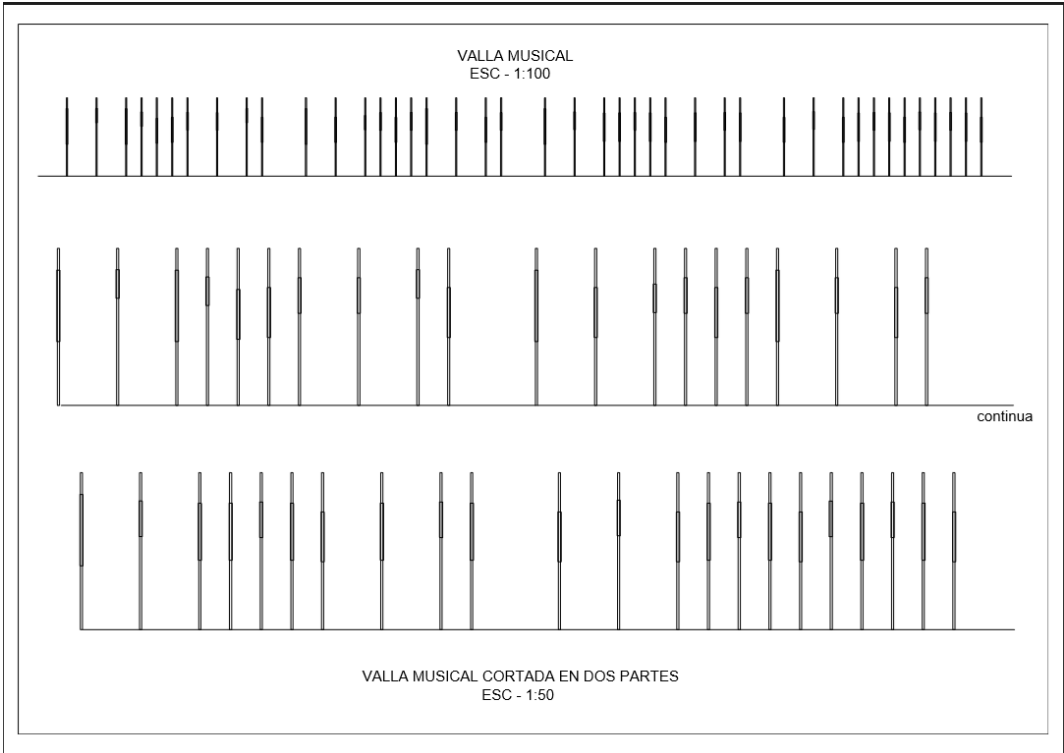 VALLA MUSICAL
ESC - 1:100
continua
VALLA MUSICAL CORTADA EN DOS PARTES
ESC - 1:50